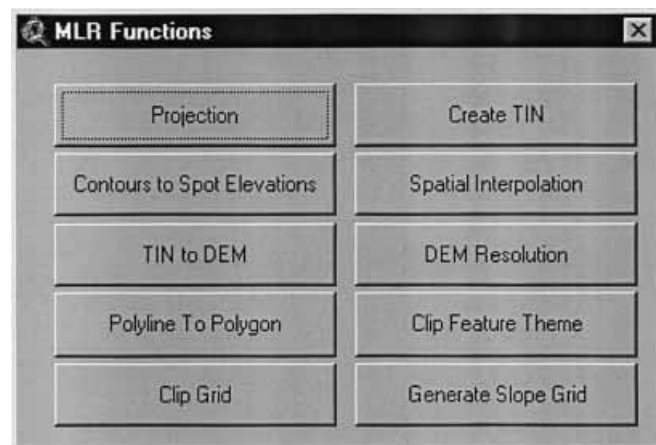 MLR Functions
Projection
Create TIN
Contours to Spot Elevations
Spatial Interpolation
TIN to DEM
DEM Resolution
Polyline To Polygon
Clip Feature Theme
Clip Grid
Generate Slope Grid